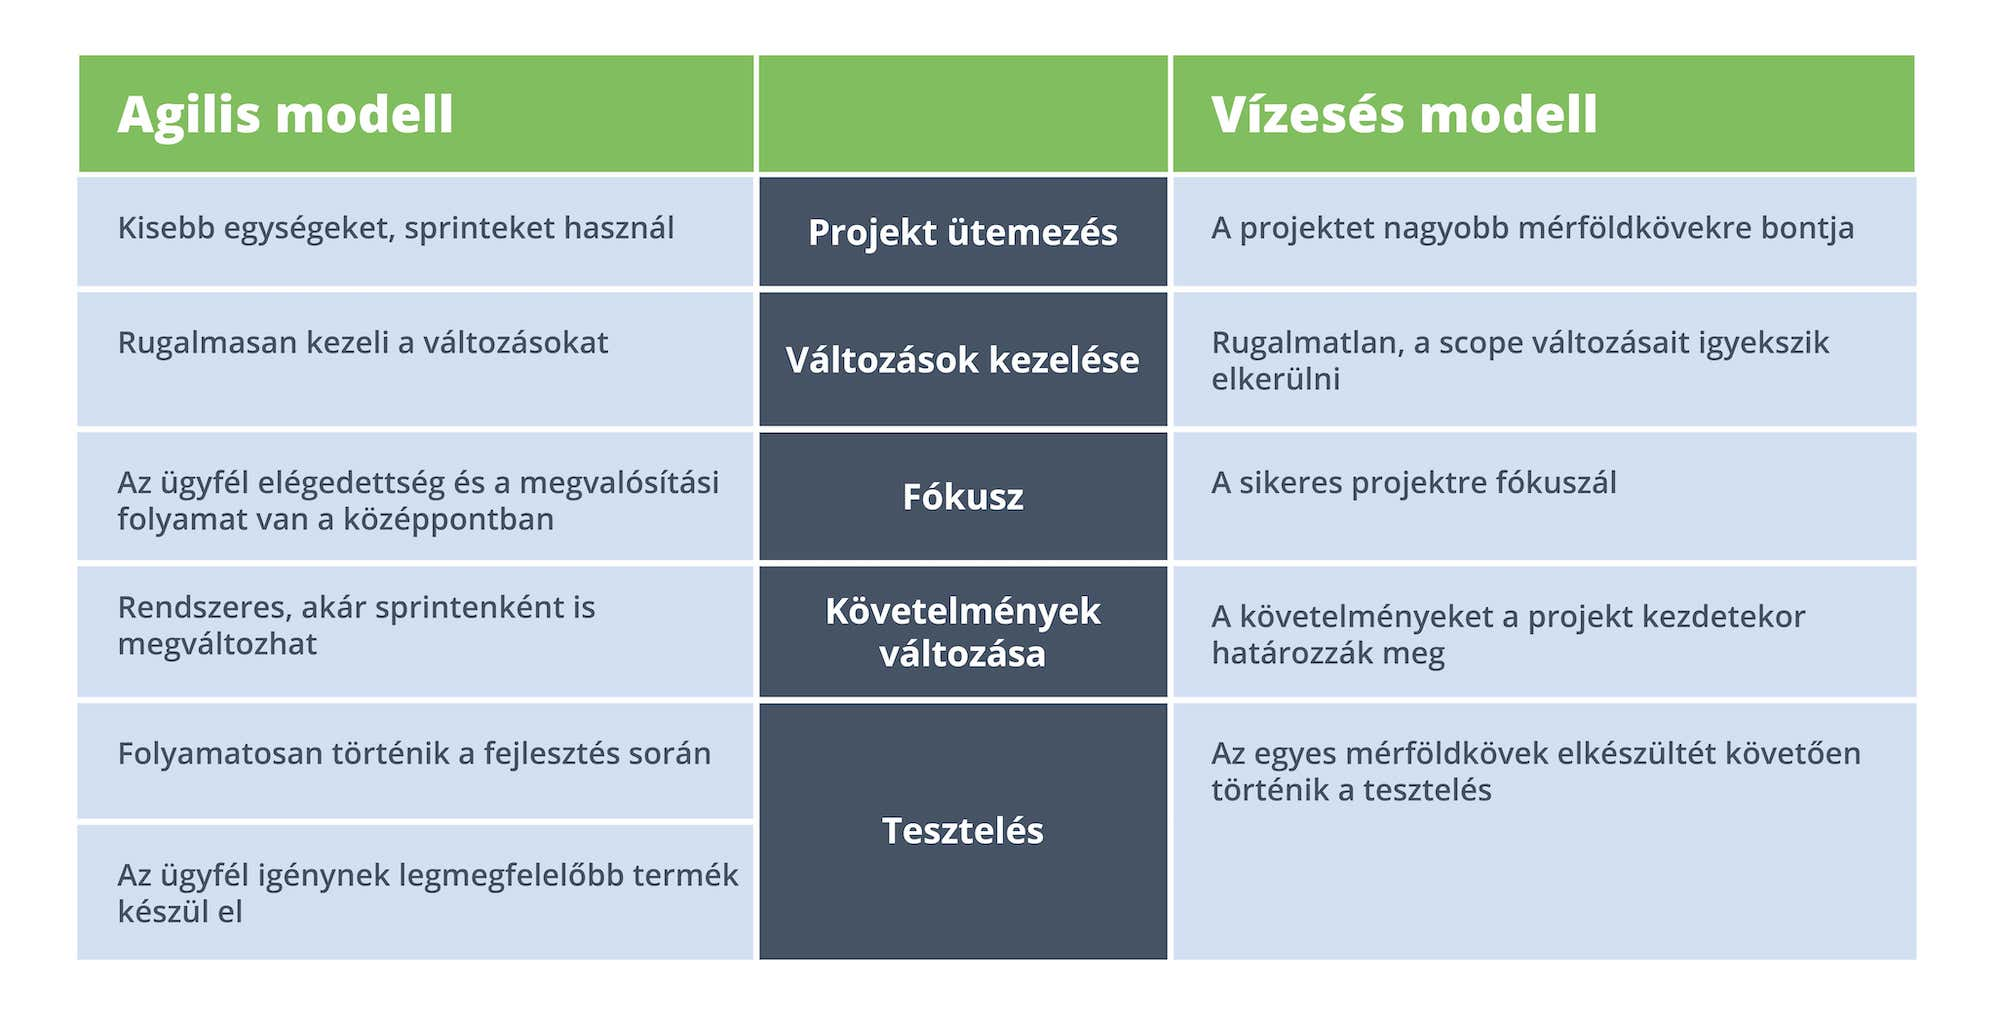 Agilis modell
Vízesés modell
Kisebb egységeket, sprinteket használ
Projekt ütemezés
A projektet nagyobb mérföldkövekre bontja
Rugalmasan kezeli a változásokat
Változások kezelése
Rugalmatlan, a scope változásait igyekszik
elkerülni
Az ügyfél elégedettség és a megvalósítási
folyamat van a középpontban
Fókusz
A sikeres projektre fókuszál
Rendszeres, akár sprintenként is
megváltozhat
Követelmények
változása
A követelményeket a projekt kezdetekor
határozzák meg
Folyamatosan történik a fejlesztés során
Az ügyfél igénynek legmegfelelőbb termék
készül el
Tesztelés
Az egyes mérföldkövek elkészültét követően
történik a tesztelés